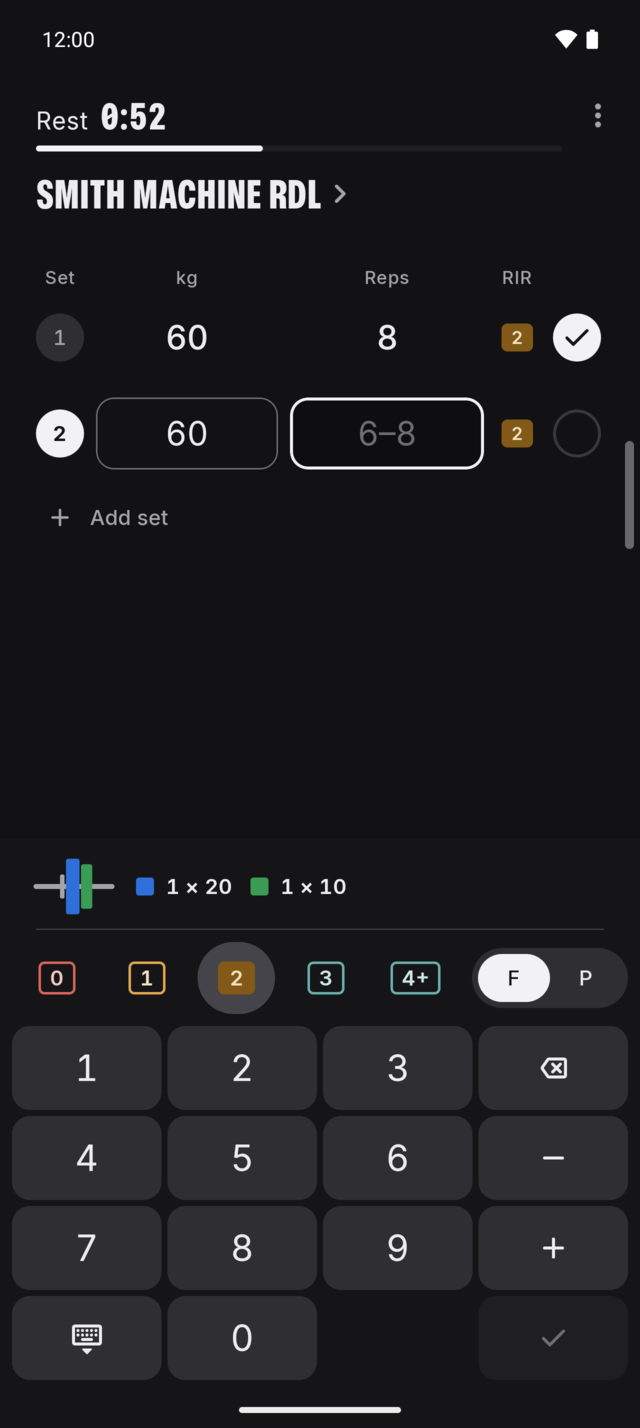 12:00
Rest 0:52
SMITH MACHINE RDL
Set kg Reps RIR
1 60 8 2
2 60 6–8 2
+ Add set
1 × 20 1 × 10
0 1 2 3 4+ F P
1 2 3
4 5 6 −
7 8 9 +
0